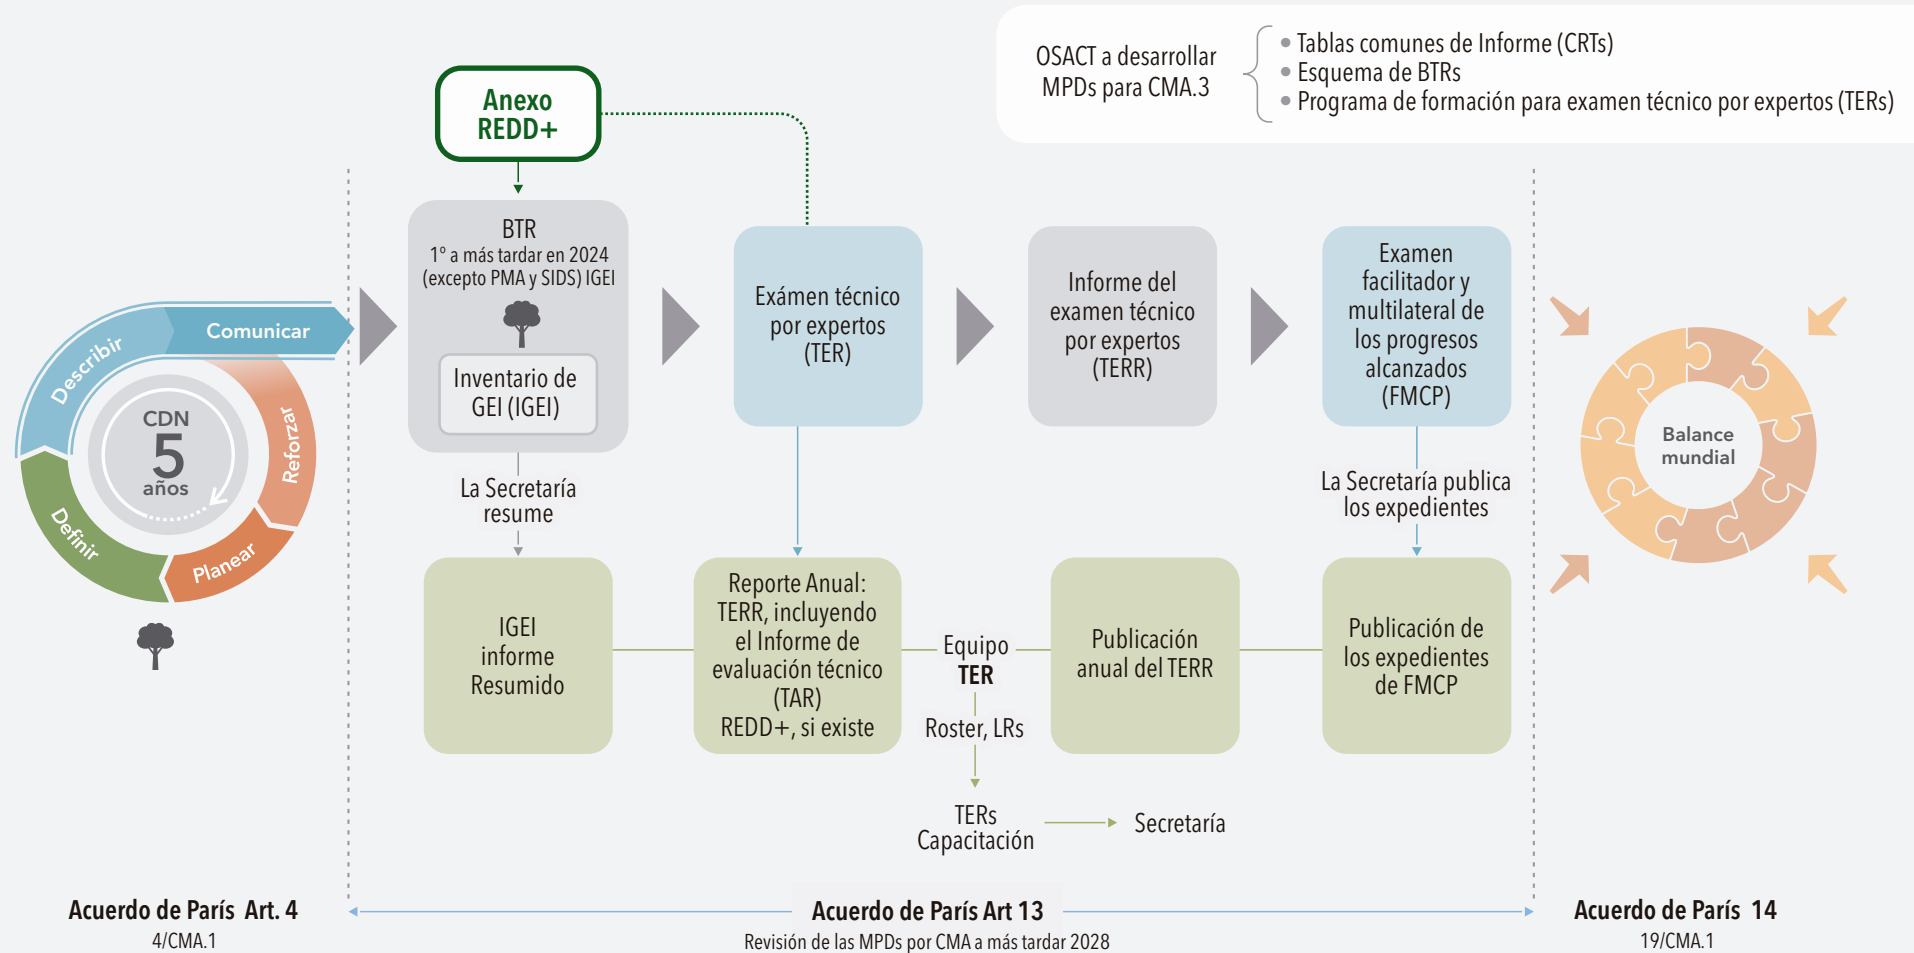 OSACT a desarrollar
MPDs para CMA.3
• Tablas comunes de Informe (CRTs)
• Esquema de BTRs
• Programa de formación para examen técnico por expertos (TERs)
Anexo
REDD+
Describir
Comunicar
Reforzar
Planear
Definir
CDN
5
años
BTR
1º a más tardar en 2024
(excepto PMA y SIDS) IGEI
Inventario de
GEI (IGEI)
Exámen técnico
por expertos
(TER)
Informe del
examen técnico
por expertos
(TERR)
Examen
facilitador y
multilateral de
los progresos
alcanzados
(FMCP)
Balance
mundial
La Secretaría
resume
La Secretaría publica
los expedientes
IGEI
informe
Resumido
Reporte Anual:
TERR, incluyendo
el Informe de
evaluación técnico
(TAR)
REDD+, si existe
Equipo
TER
Roster, LRs
TERs
Capacitación
Secretaría
Publicación
anual del TERR
Publicación de
los expedientes
de FMCP
Acuerdo de París Art. 4
4/CMA.1
Acuerdo de París Art 13
Revisión de las MPDs por CMA a más tardar 2028
Acuerdo de París 14
19/CMA.1